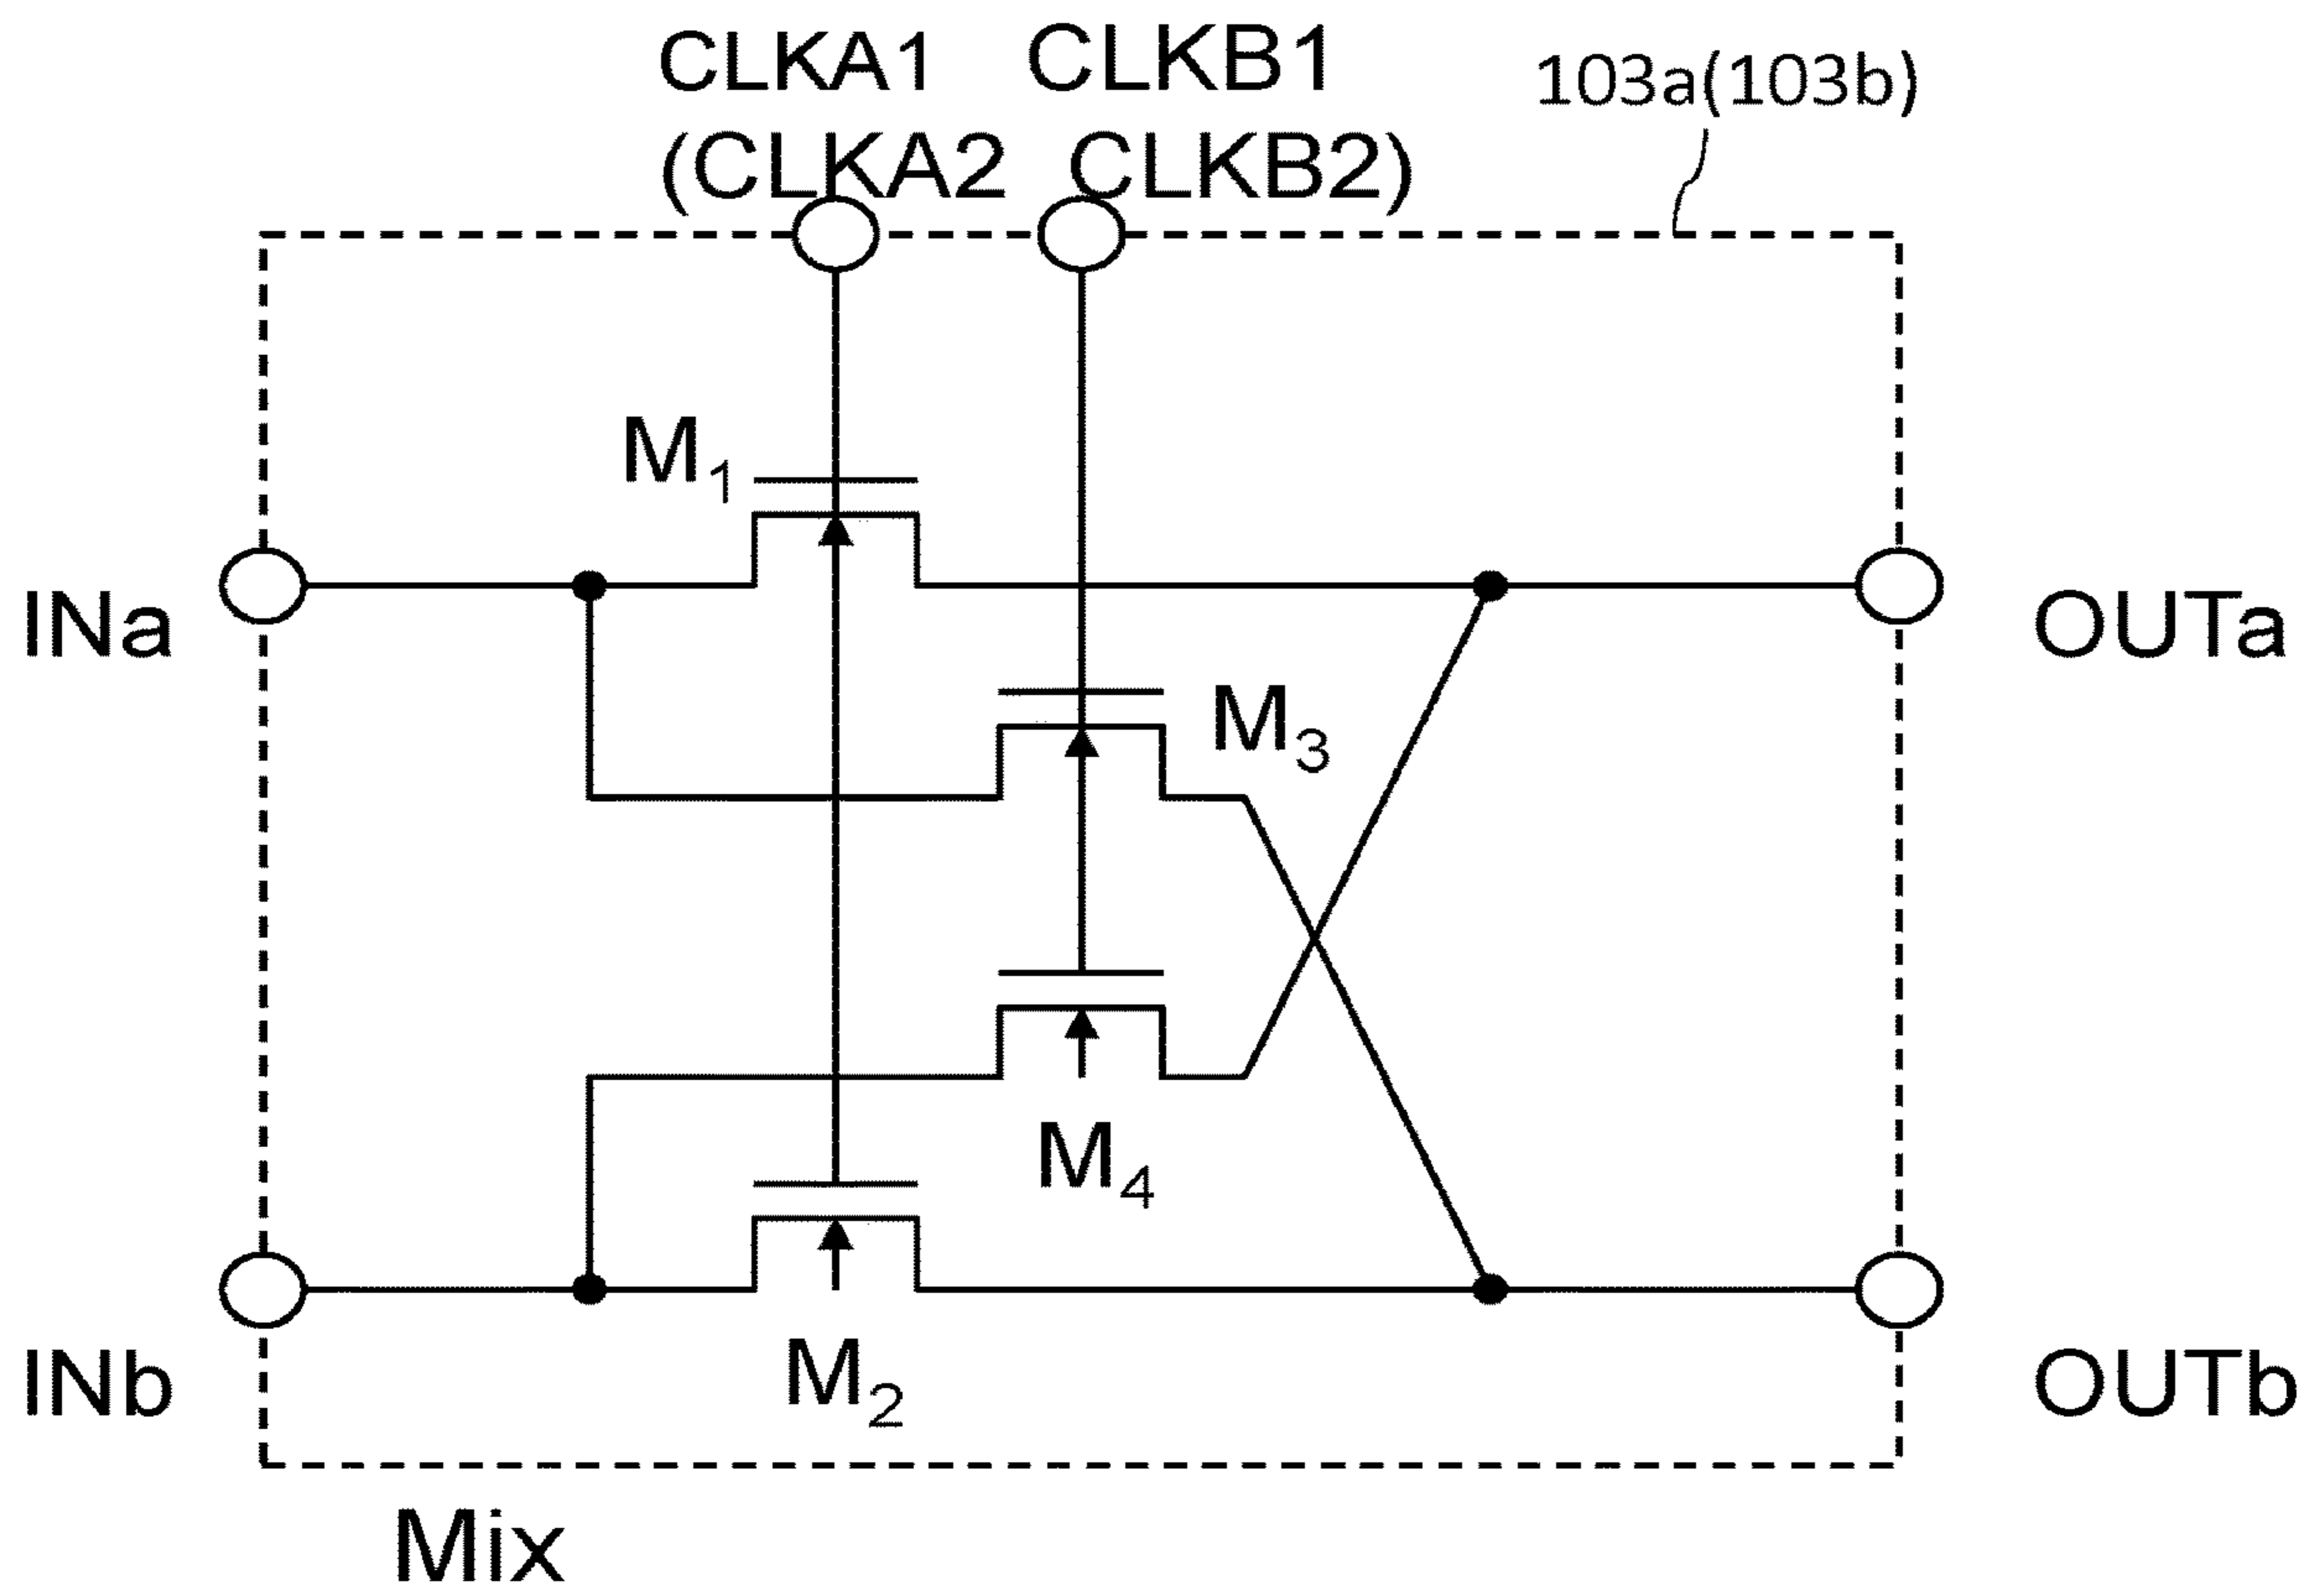 CLKA1 CLKB1
(CLKA2 CLKB2)
103a(103b)
M1
INa
OUTa
M3
M4
M2
INb
OUTb
Mix